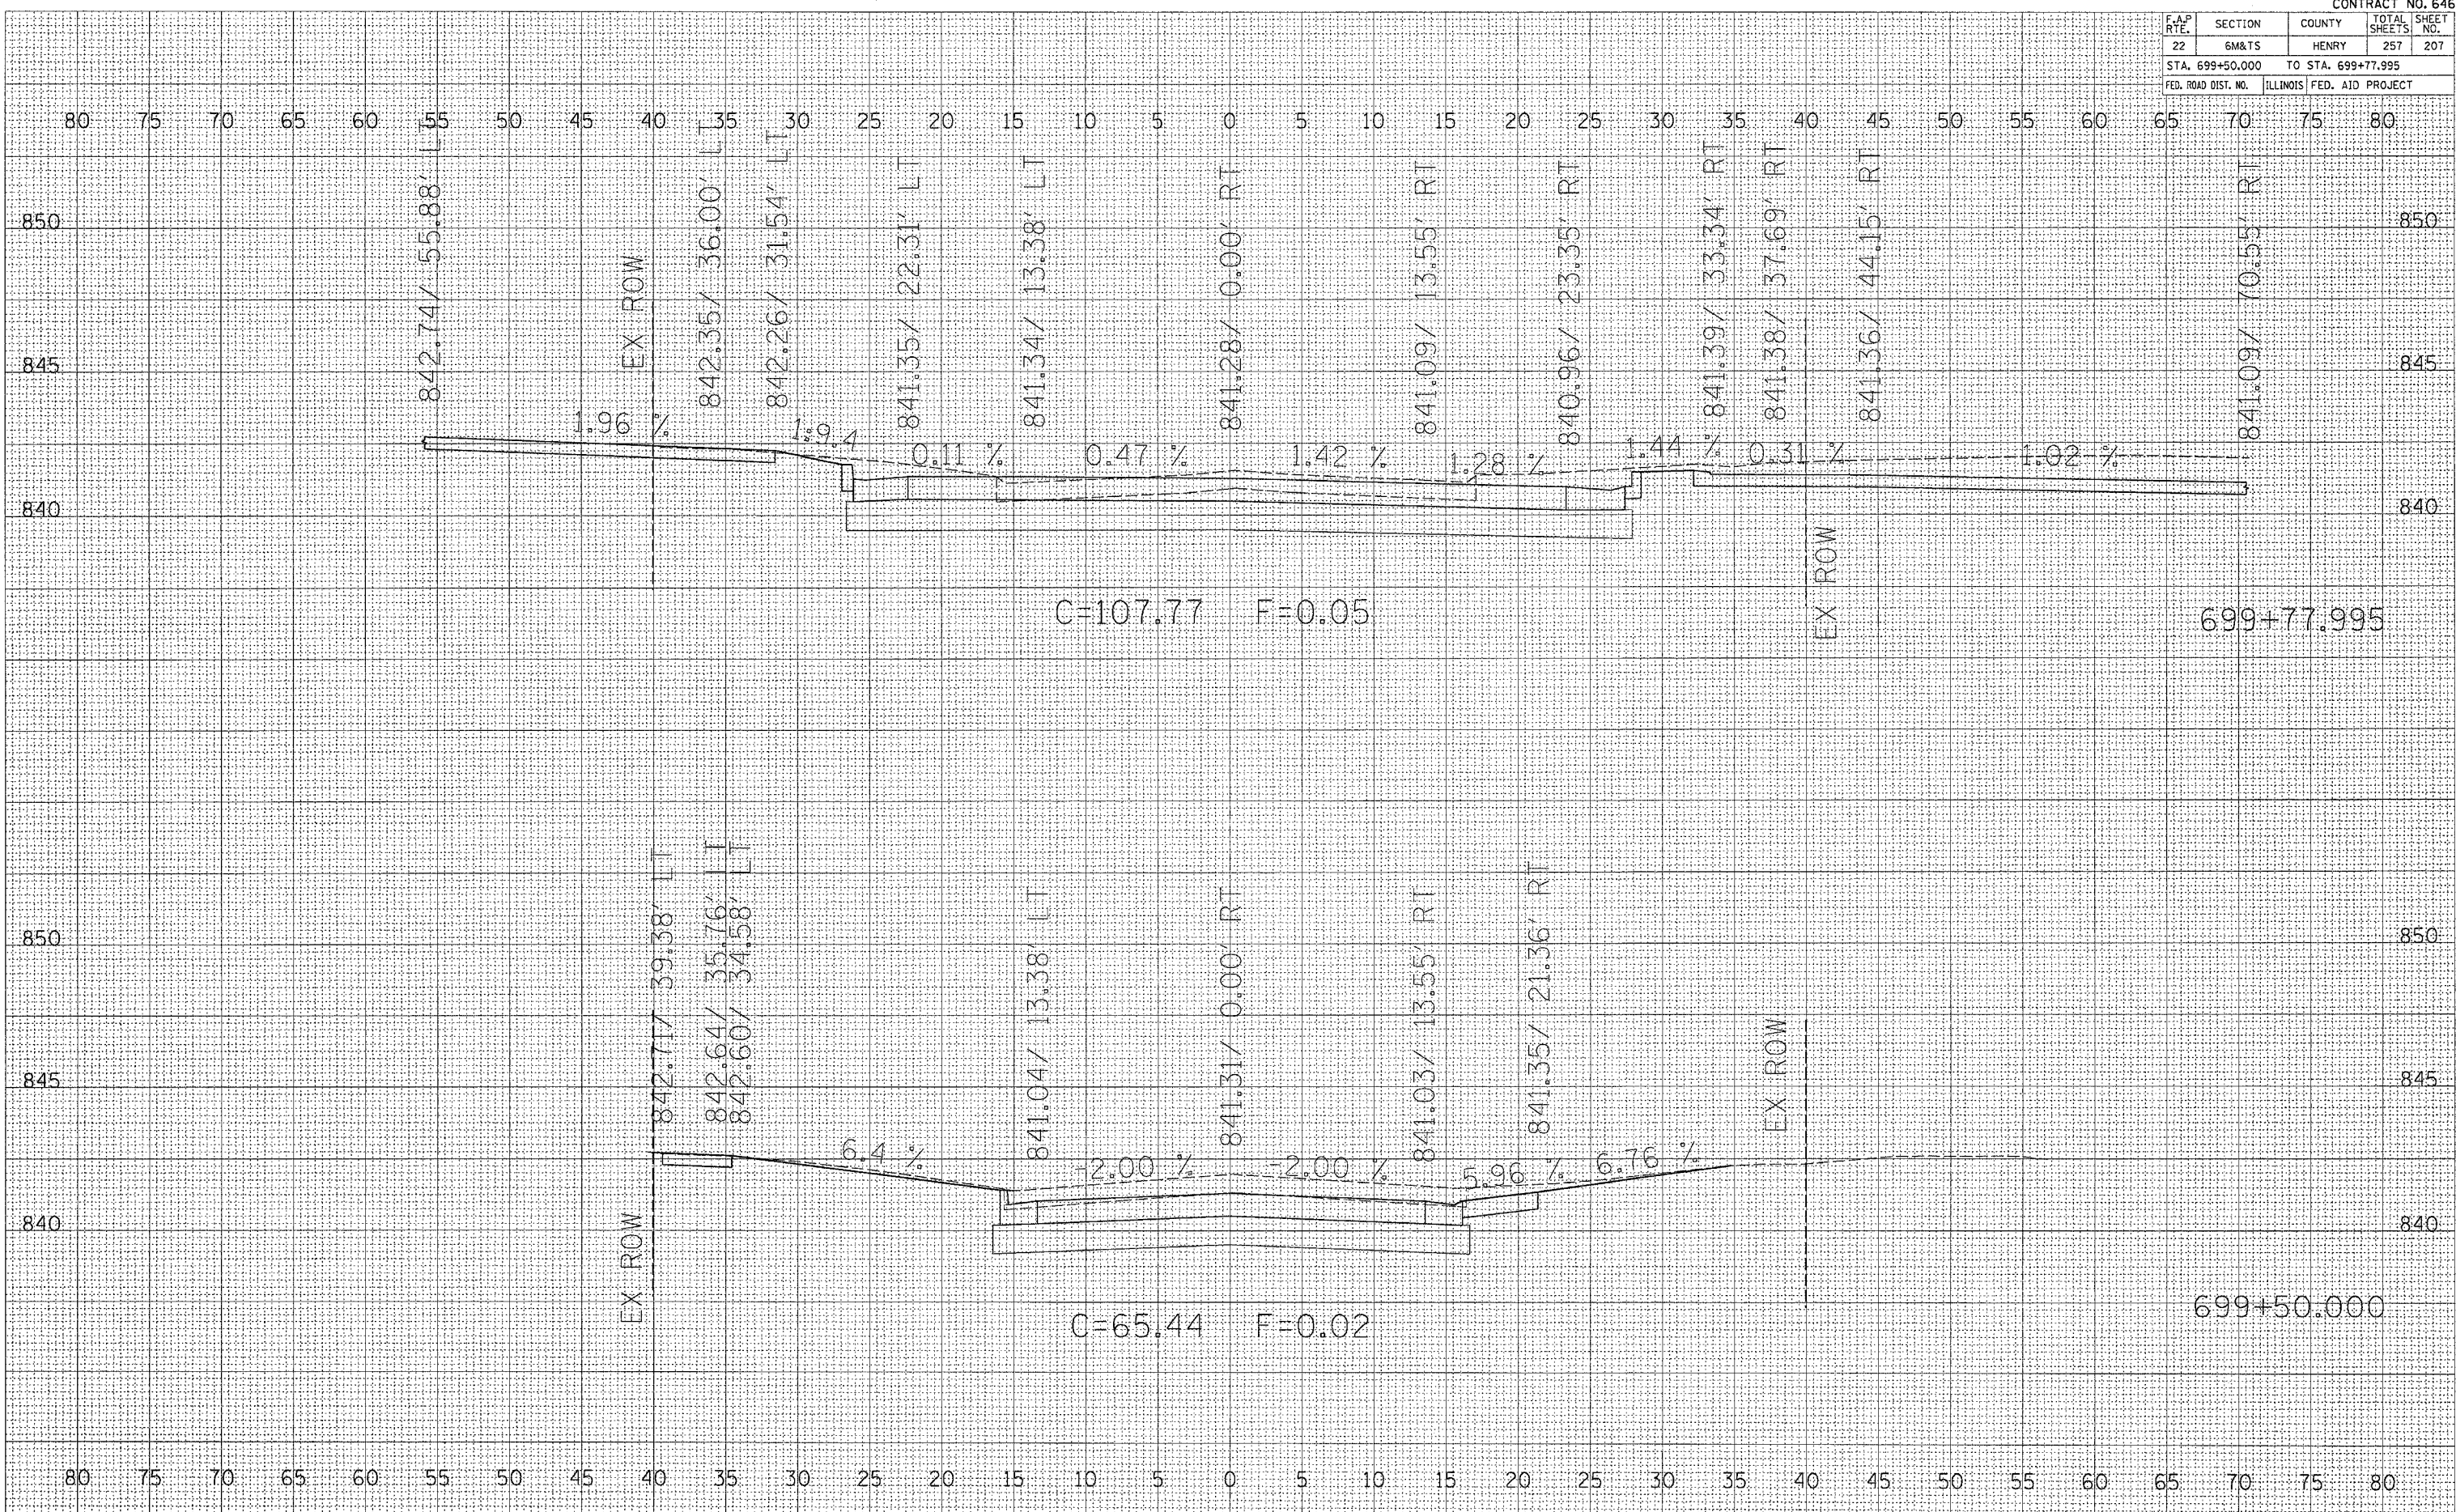 CONTRACT NO. 646
F.A.P RTE. SECTION COUNTY TOTAL SHEETS SHEET NO.
22 6M&TS HENRY 257 207
STA. 699+50.000 TO STA. 699+77.995
FED. ROAD DIST. NO. ILLINOIS FED. AID PROJECT
80 75 70 65 60 55 50 45 40 35 30 25 20 15 10 5 0 5 10 15 20 25 30 35 40 45 50 55 60 65 70 75 80
842.74/ 55.88' LT
EX ROW
842.35/ 36.00' LT
842.26/ 31.54' LT
841.35/ 22.31' LT
841.34/ 13.38' LT
841.28/ 0.00' RT
841.09/ 13.55' RT
840.96/ 23.35' RT
841.39/ 33.34' RT
841.38/ 37.69' RT
841.36/ 44.15' RT
841.09/ 70.55' RT
850 850
845 845
1.96 % 1:9.4 0.11 % 0.47 % 1.42 % 1.28 % 1.44 % 0.31 % 1.02 %
840 840
EX ROW
C=107.77 F=0.05
699+77.995
842.71/ 39.38' LT
842.64/ 35.76' LT
842.60/ 34.58' LT
841.04/ 13.38' LT
841.31/ 0.00' RT
841.03/ 13.55' RT
841.35/ 21.36' RT
EX ROW
850 850
845 845
6.4 % -2.00 % -2.00 % 5.96 % 6.76 %
840 840
EX ROW
C=65.44 F=0.02
699+50.000
80 75 70 65 60 55 50 45 40 35 30 25 20 15 10 5 0 5 10 15 20 25 30 35 40 45 50 55 60 65 70 75 80